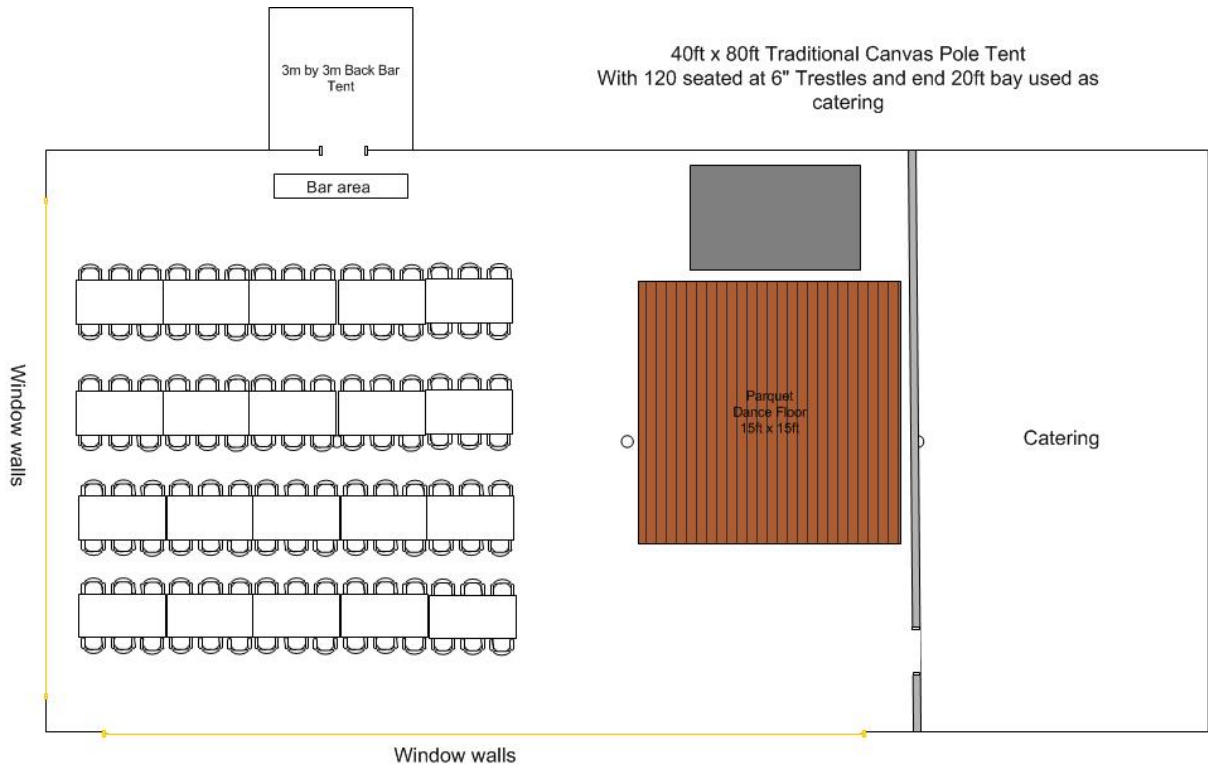 40ft x 80ft Traditional Canvas Pole Tent
With 120 seated at 6" Trestles and end 20ft bay used as
catering
3m by 3m Back Bar
Tent
Bar area
Window walls
Parquet
Dance Floor
15ft x 15ft
Catering
Window walls